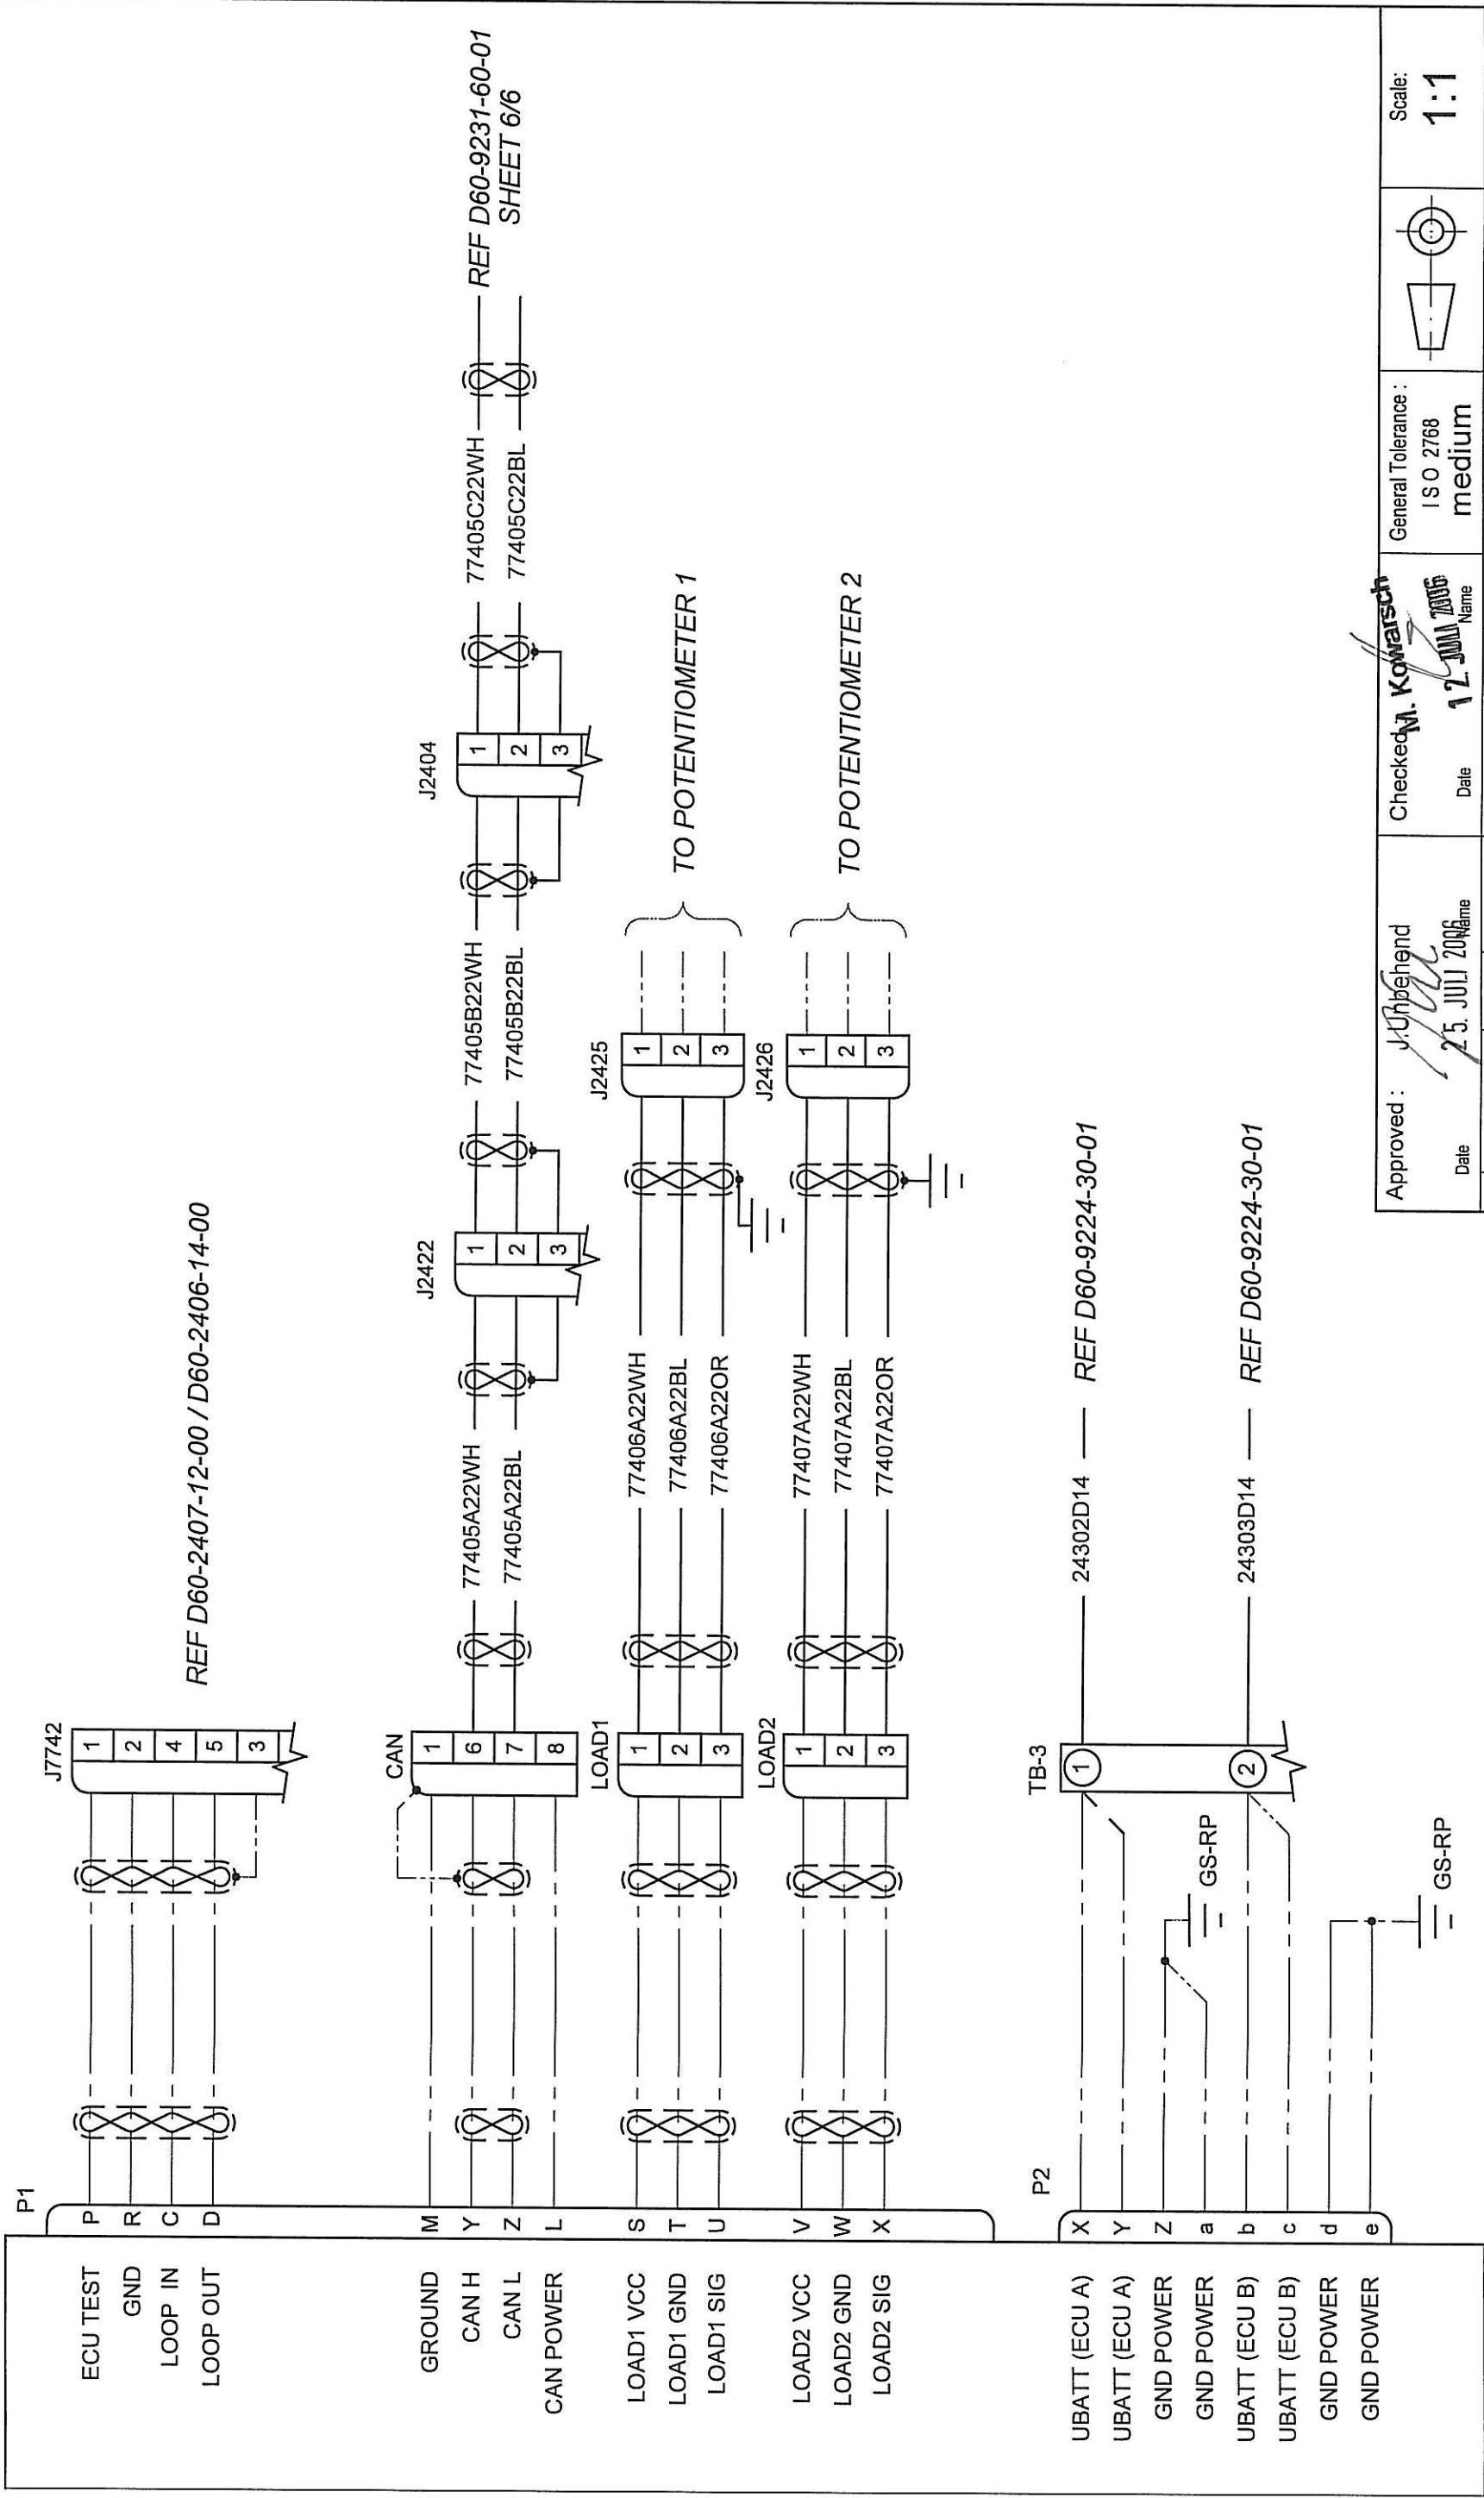 P1
ECU TEST P
GND R
LOOP IN C
LOOP OUT D
J7742
1
2
4
5
3
REF D60-2407-12-00 / D60-2406-14-00
GROUND M
CAN H Y
CAN L Z
CAN POWER L
CAN
1
6
7
8
77405A22WH
77405A22BL
J2422
1
2
3
77405B22WH
77405B22BL
J2404
1
2
3
77405C22WH
77405C22BL
REF D60-9231-60-01
SHEET 6/6
LOAD1 VCC S
LOAD1 GND T
LOAD1 SIG U
LOAD1
1
2
3
77406A22WH
77406A22BL
77406A22OR
J2425
1
2
3
TO POTENTIOMETER 1
LOAD2 VCC V
LOAD2 GND W
LOAD2 SIG X
LOAD2
1
2
3
77407A22WH
77407A22BL
77407A22OR
J2426
1
2
3
TO POTENTIOMETER 2
P2
UBATT (ECU A) X
UBATT (ECU A) Y
GND POWER Z
GND POWER a
UBATT (ECU B) b
UBATT (ECU B) c
GND POWER d
GND POWER e
GS-RP
GS-RP
TB-3
1
2
24302D14
REF D60-9224-30-01
24303D14
REF D60-9224-30-01
Approved :
J.Unbehend
25. JULI 2006
Date
Name
Checked
M. Kowarsch
12. JULI 2006
Date
Name
General Tolerance :
ISO 2768
medium
Scale:
1:1